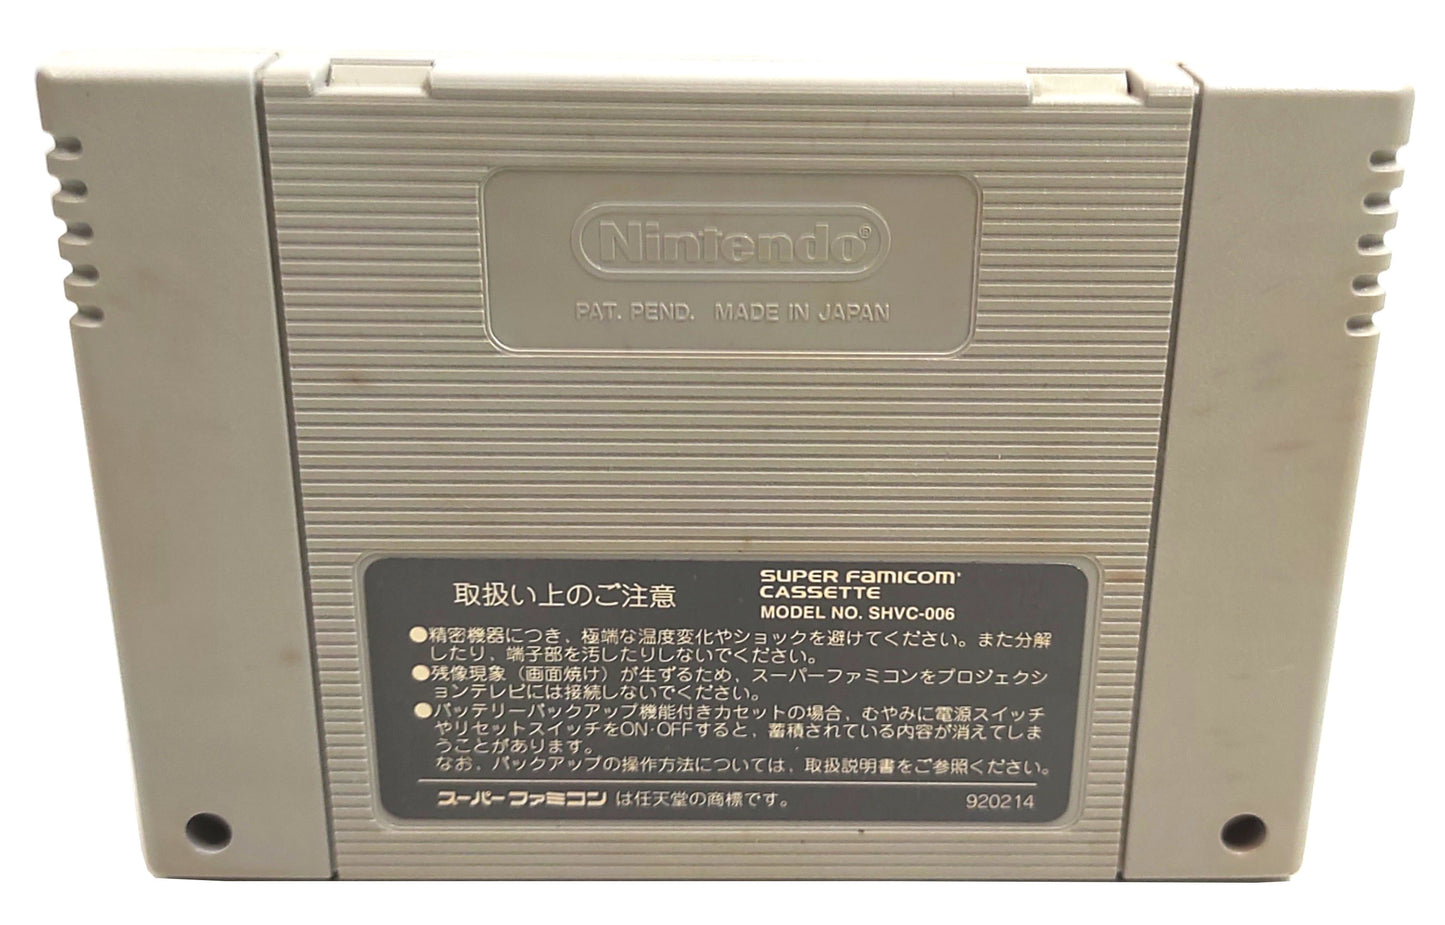 Nintendo®
PAT. PEND. MADE IN JAPAN
取扱い上のご注意
SUPER FAMICOM
CASSETTE
MODEL NO. SHVC-006
●精密機器につき、極端な温度変化やショックを避けてください。また分解
したり、端子部を汚したりしないでください。
●残像現象（画面焼け）が生ずるため、スーパーファミコンをプロジェクシ
ョンテレビには接続しないでください。
●バッテリーバックアップ機能付きカセットの場合、むやみに電源スイッチ
やリセットスイッチをON・OFFすると、蓄積されている内容が消えてしま
うことがあります。
なお、バックアップの操作方法については、取扱説明書をご参照ください。
スーパーファミコン は任天堂の商標です。
920214